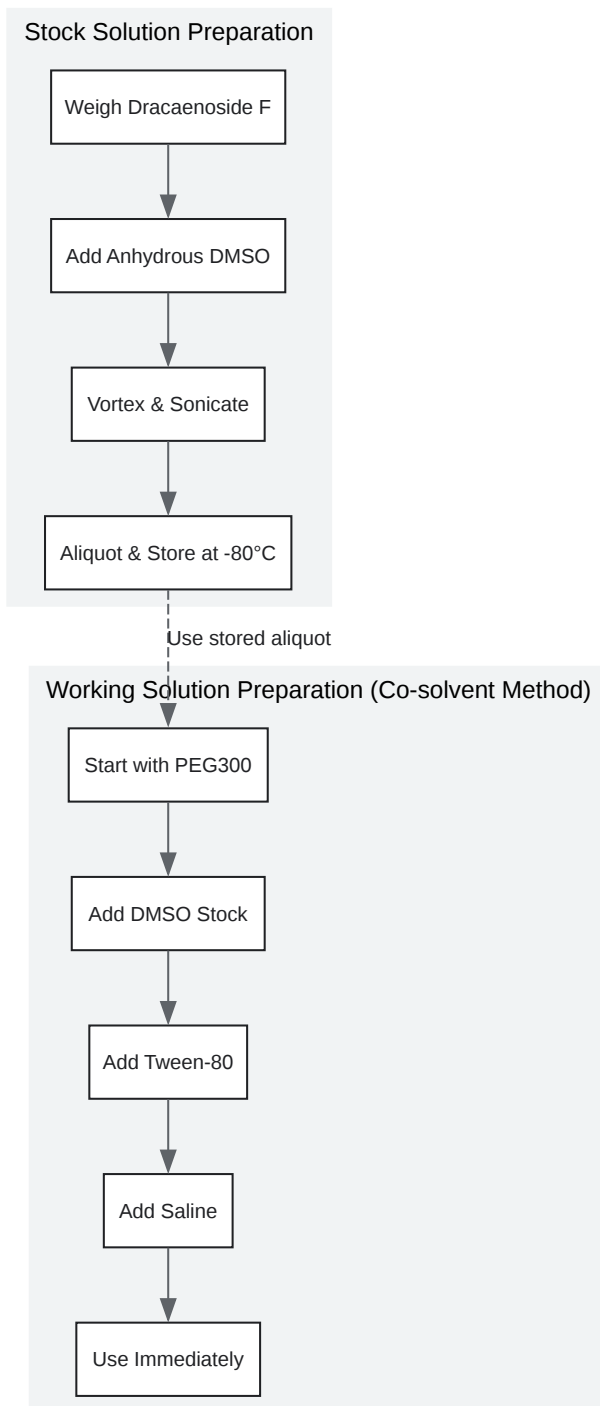 Stock Solution Preparation
Weigh Dracaenoside F
Add Anhydrous DMSO
Vortex & Sonicate
Aliquot & Store at -80°C
Use stored aliquot
Working Solution Preparation (Co-solvent Method)
Start with PEG300
Add DMSO Stock
Add Tween-80
Add Saline
Use Immediately